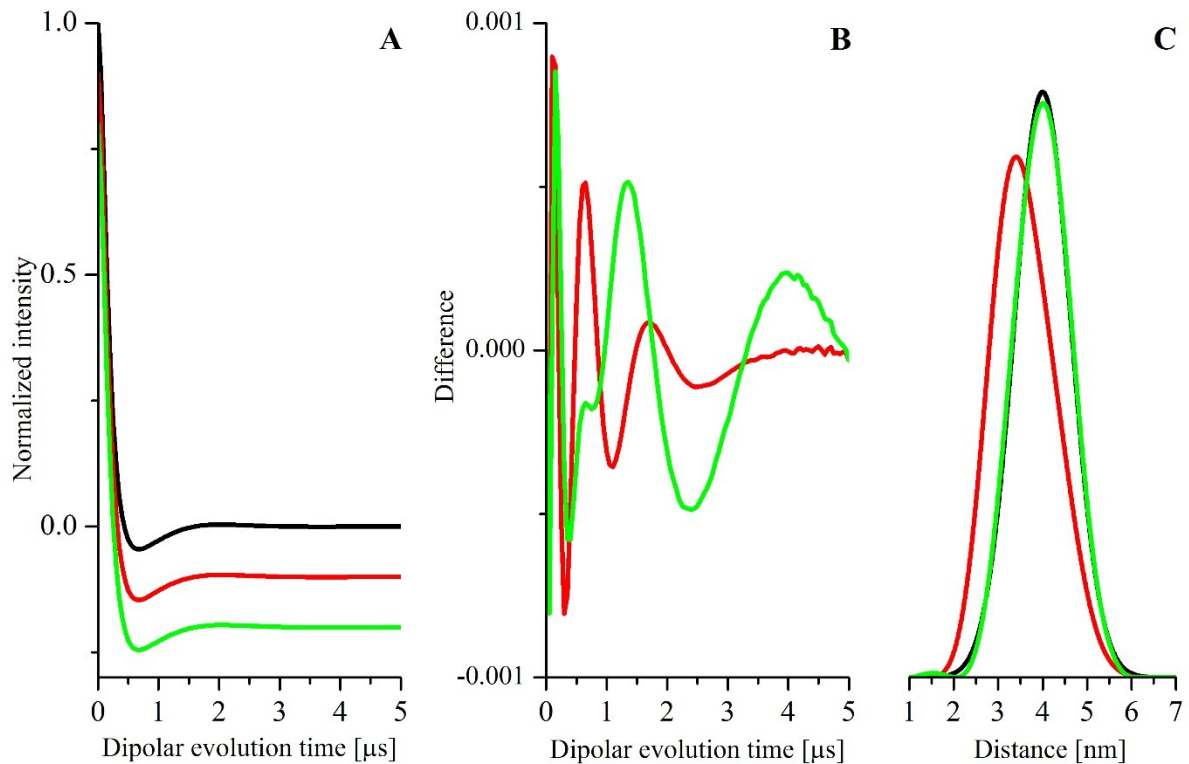 A
1.0
0.5
0.0
Normalized intensity
0 1 2 3 4 5
Dipolar evolution time [μs]
B
0.001
0.000
-0.001
Difference
0 1 2 3 4 5
Dipolar evolution time [μs]
C
1 2 3 4 5 6 7
Distance [nm]